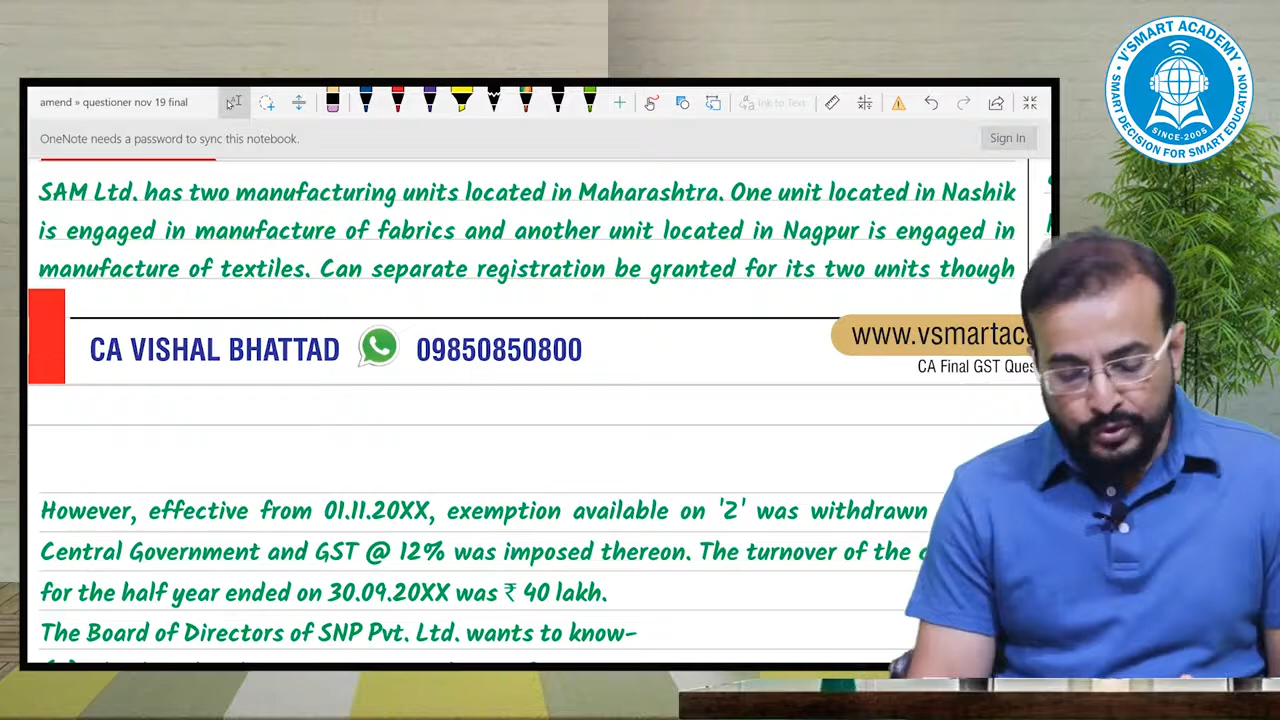 V'SMART ACADEMY
SMART DECISION FOR SMART EDUCATION
SINCE-2005
amend » questioner nov 19 final
Ink to Text
OneNote needs a password to sync this notebook.
Sign In
SAM Ltd. has two manufacturing units located in Maharashtra. One unit located in Nashik
is engaged in manufacture of fabrics and another unit located in Nagpur is engaged in
manufacture of textiles. Can separate registration be granted for its two units though
CA VISHAL BHATTAD
09850850800
www.vsmartac
CA Final GST Ques
However, effective from 01.11.20XX, exemption available on 'Z' was withdrawn
Central Government and GST @ 12% was imposed thereon. The turnover of the
for the half year ended on 30.09.20XX was ₹ 40 lakh.
The Board of Directors of SNP Pvt. Ltd. wants to know-